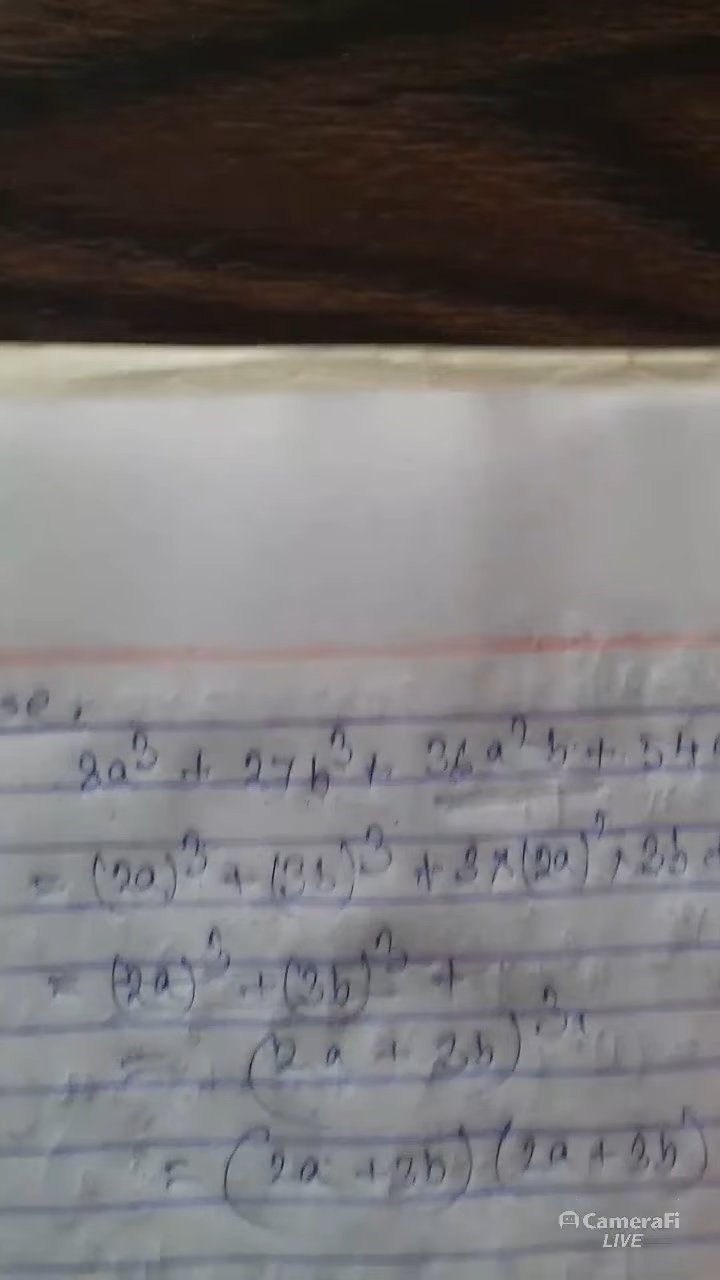 2a³ + 27b³ + 36a²b + 54
= (2a)³ + (3b)³ + 3×(2a)² × 3b +
= (2a)³ + (3b)³ +
= (2a + 3b)³
= (2a + 3b) (2a + 3b)
CameraFi
LIVE